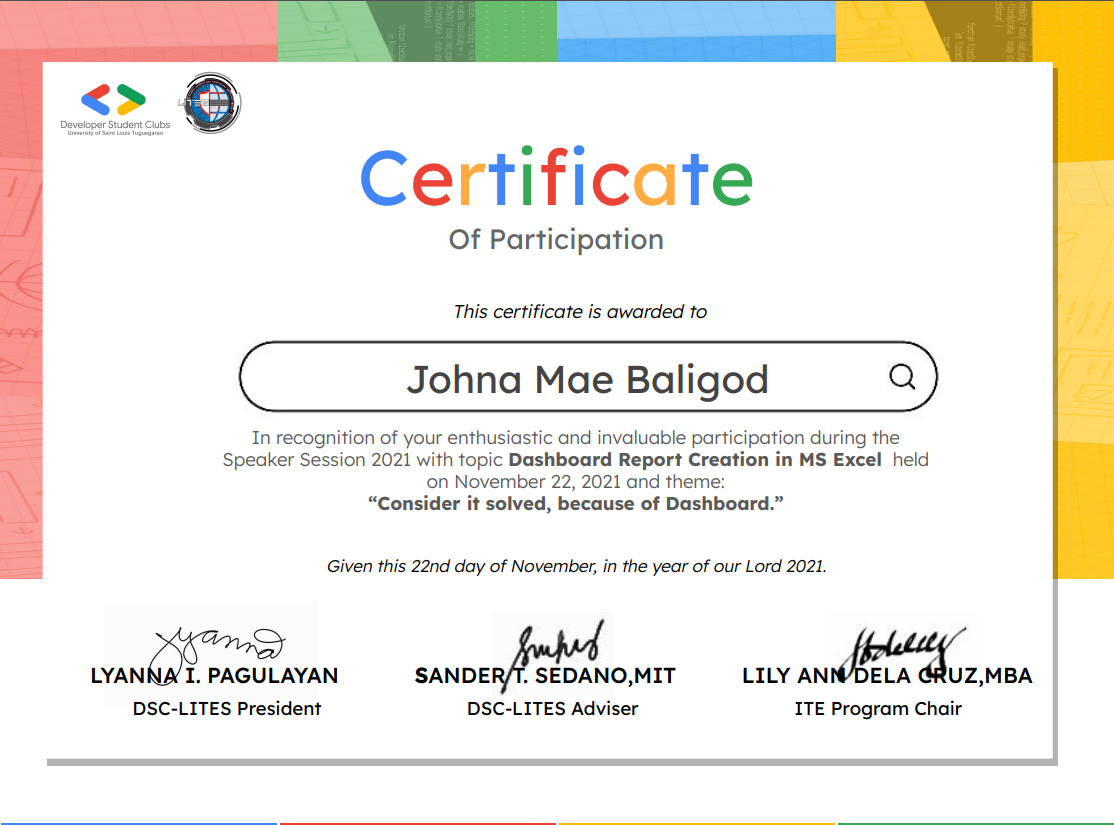 Developer Student Clubs
University of Saint Louis Tuguegarao
LITES
Certificate
Of Participation
This certificate is awarded to
Johna Mae Baligod
In recognition of your enthusiastic and invaluable participation during the
Speaker Session 2021 with topic Dashboard Report Creation in MS Excel held
on November 22, 2021 and theme:
“Consider it solved, because of Dashboard.”
Given this 22nd day of November, in the year of our Lord 2021.
Lyanna
LYANNA I. PAGULAYAN
SANDER T. SEDANO,MIT
LILY ANN DELA CRUZ,MBA
DSC-LITES President
DSC-LITES Adviser
ITE Program Chair